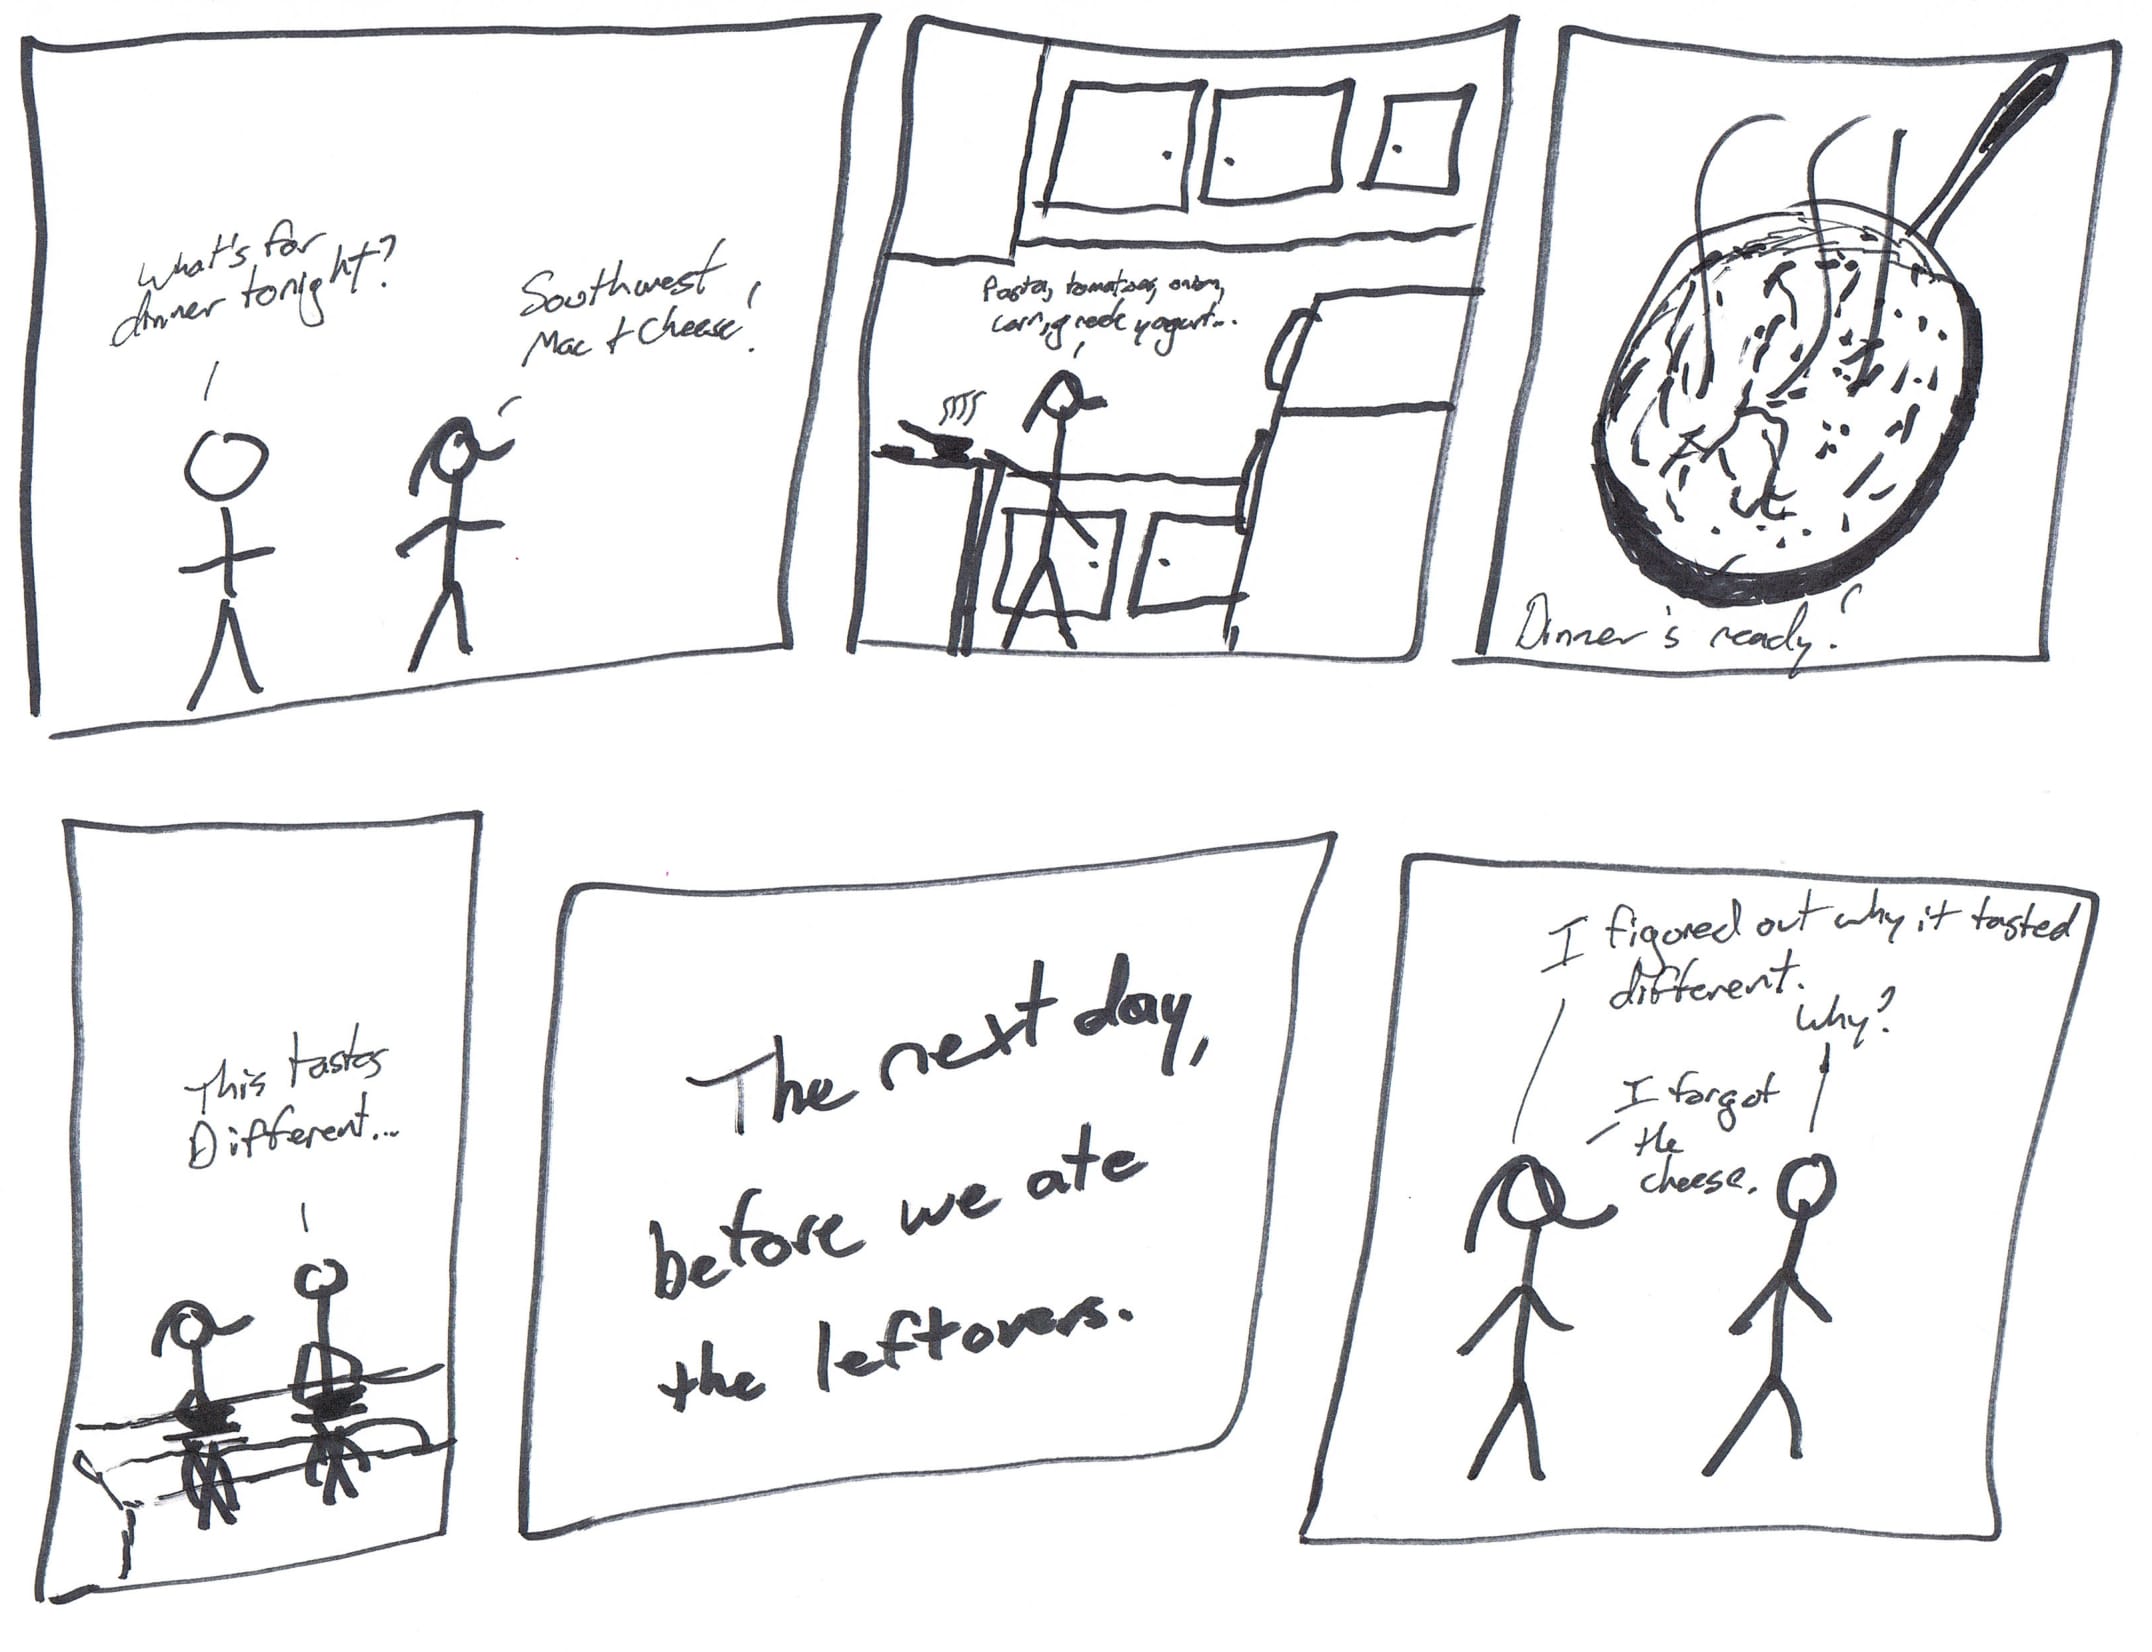 What's for
dinner tonight?
Southwest
Mac & Cheese!
Pasta, tomatoes, onion,
corn, greek yogurt...
Dinner's ready!
This tastes
Different...
The next day,
before we ate
the leftovers.
I figured out why it tasted
different.
Why?
I forgot
the
cheese.